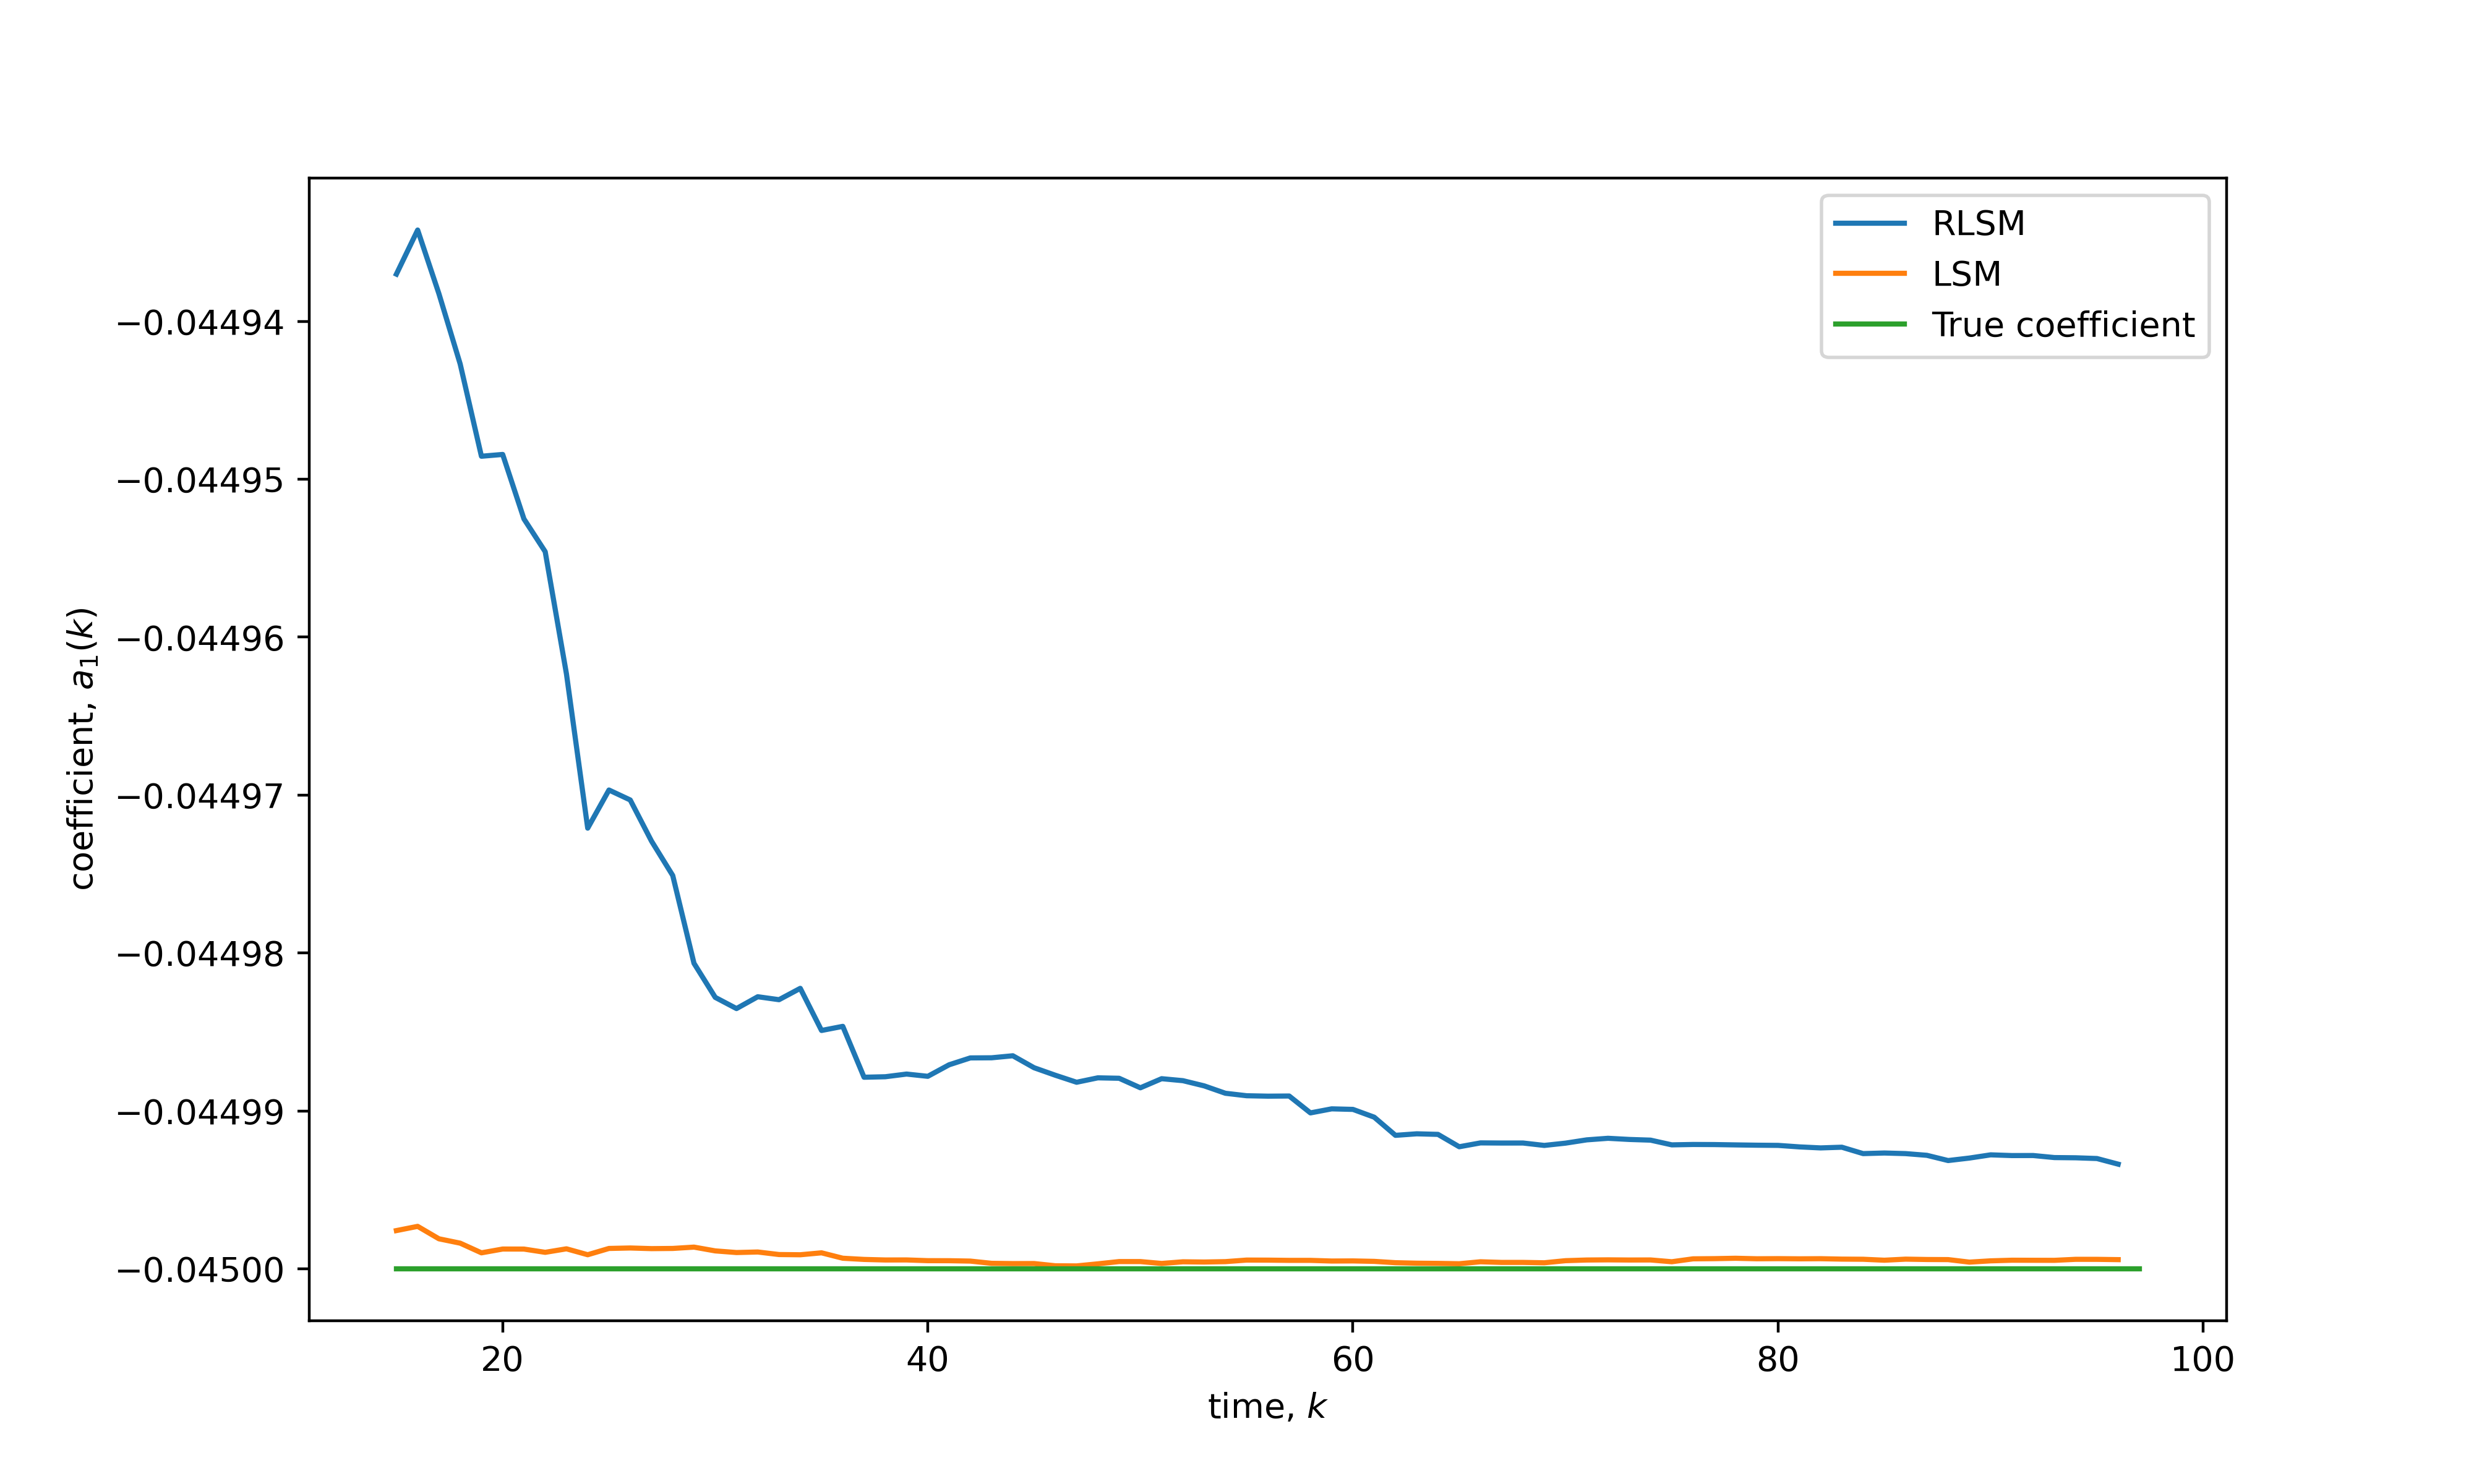 RLSM
LSM
True coefficient
−0.04494
−0.04495
−0.04496
−0.04497
−0.04498
−0.04499
−0.04500
coefficient, a₁(k)
20 40 60 80 100
time, k